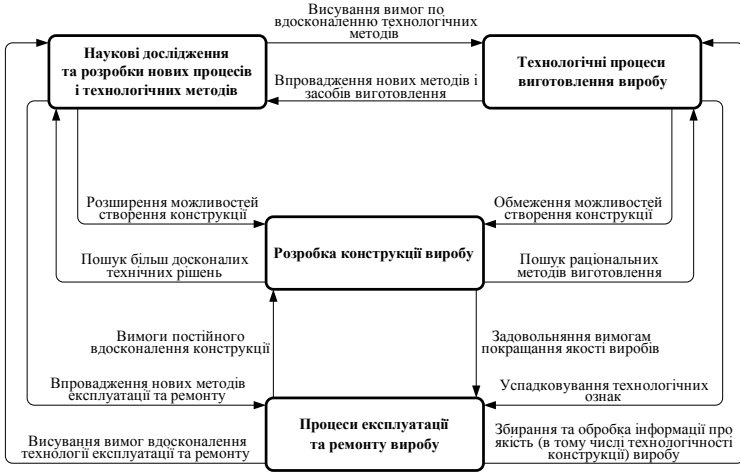 Висування вимог по
вдосконаленню технологічних
методів
Наукові дослідження
та розробки нових процесів
і технологічних методів
Технологічні процеси
виготовлення виробу
Впровадження нових методів і
засобів виготовлення
Розширення можливостей
створення конструкції
Обмеження можливостей
створення конструкції
Розробка конструкції виробу
Пошук більш досконалих
технічних рішень
Пошук раціональних
методів виготовлення
Вимоги постійного
вдосконалення конструкції
Задовольняння вимогам
покращання якості виробів
Впровадження нових методів
експлуатації та ремонту
Успадковування технологічних
ознак
Процеси експлуатації
та ремонту виробу
Висування вимог вдосконалення
технології експлуатації та ремонту
Збирання та обробка інформації про
якість (в тому числі технологічності
конструкції) виробу